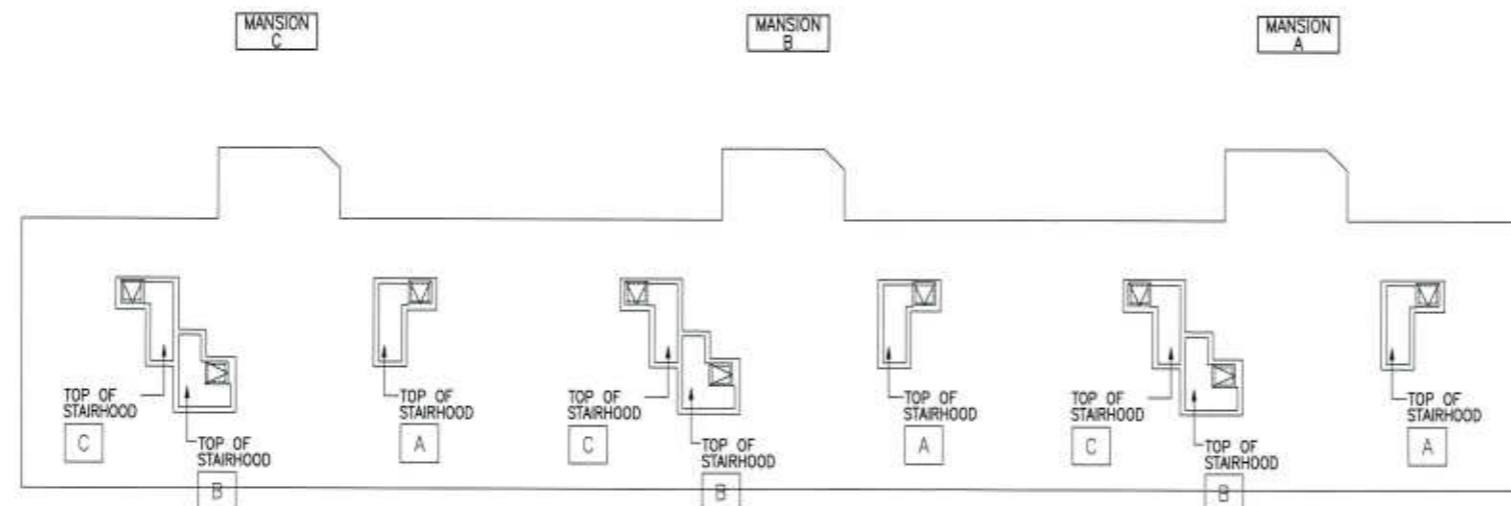 MANSION
C
MANSION
B
MANSION
A
TOP OF
STAIRHOOD
C
TOP OF
STAIRHOOD
B
TOP OF
STAIRHOOD
A
TOP OF
STAIRHOOD
C
TOP OF
STAIRHOOD
B
TOP OF
STAIRHOOD
A
TOP OF
STAIRHOOD
C
TOP OF
STAIRHOOD
B
TOP OF
STAIRHOOD
A